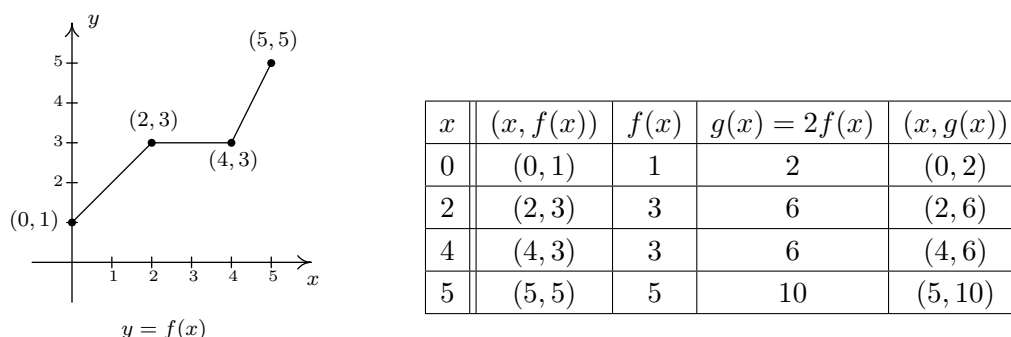 y
(5, 5)
5
4
(2, 3)
3
(4, 3)
2
(0, 1)
1 2 3 4 5
x
y = f(x)
x (x, f(x)) f(x) g(x) = 2f(x) (x, g(x))
0 (0, 1) 1 2 (0, 2)
2 (2, 3) 3 6 (2, 6)
4 (4, 3) 3 6 (4, 6)
5 (5, 5) 5 10 (5, 10)